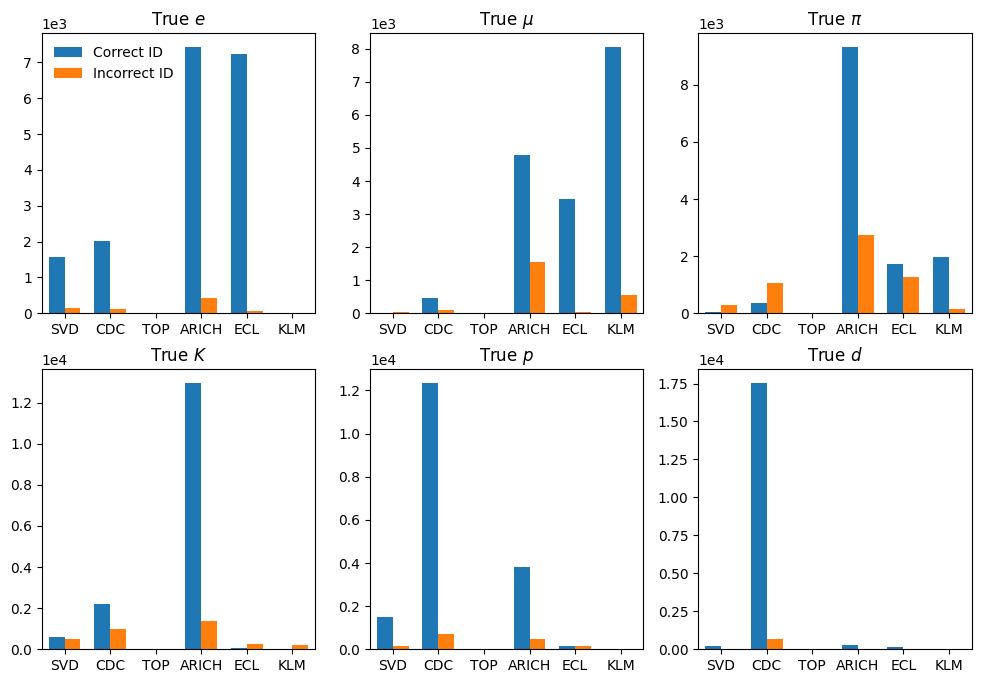 True e
1e3
Correct ID
Incorrect ID
7
6
5
4
3
2
1
0
SVD CDC TOP ARICH ECL KLM
True μ
1e3
8
7
6
5
4
3
2
1
0
SVD CDC TOP ARICH ECL KLM
True π
1e3
8
6
4
2
0
SVD CDC TOP ARICH ECL KLM
True K
1e4
1.2
1.0
0.8
0.6
0.4
0.2
0.0
SVD CDC TOP ARICH ECL KLM
True p
1e4
1.2
1.0
0.8
0.6
0.4
0.2
0.0
SVD CDC TOP ARICH ECL KLM
True d
1e4
1.75
1.50
1.25
1.00
0.75
0.50
0.25
0.00
SVD CDC TOP ARICH ECL KLM